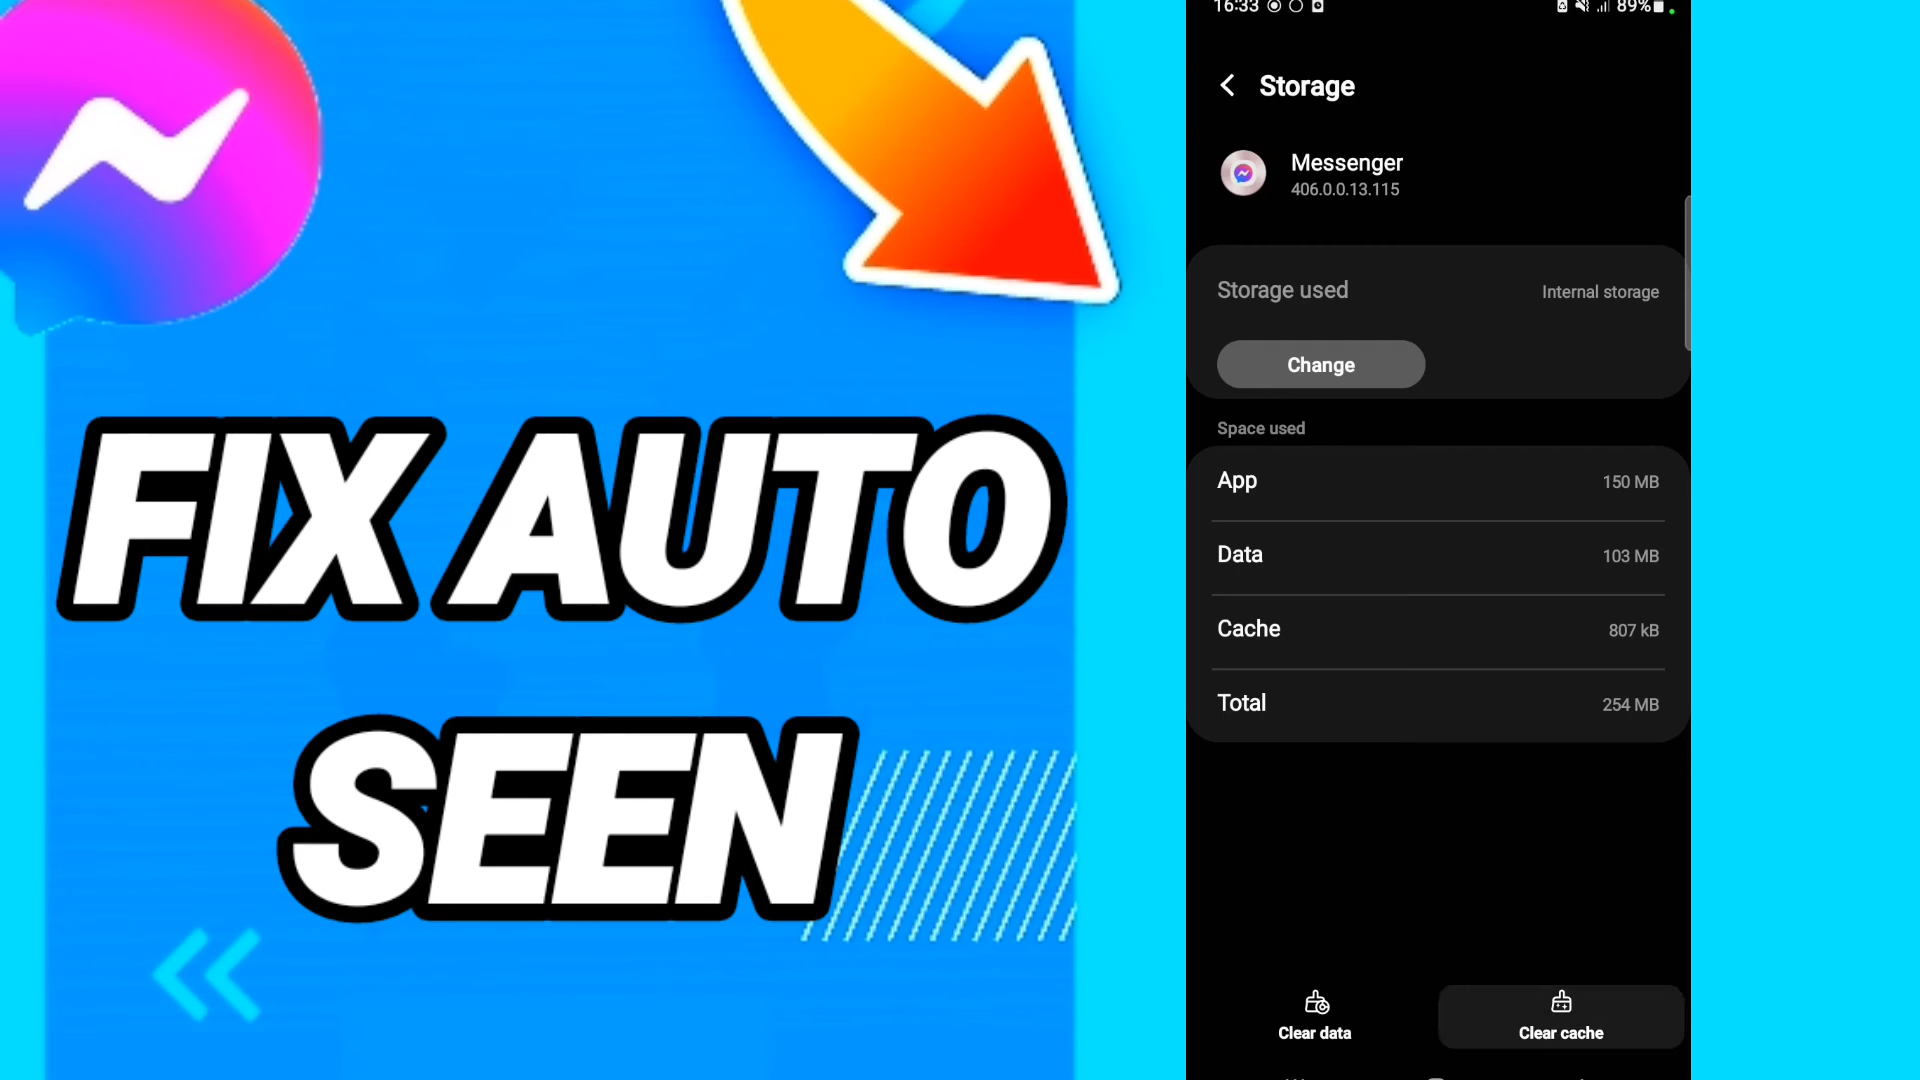 FIX AUTO
SEEN
16:33
89%
Storage
Messenger
406.0.0.13.115
Storage used
Internal storage
Change
Space used
App
150 MB
Data
103 MB
Cache
807 kB
Total
254 MB
Clear data
Clear cache